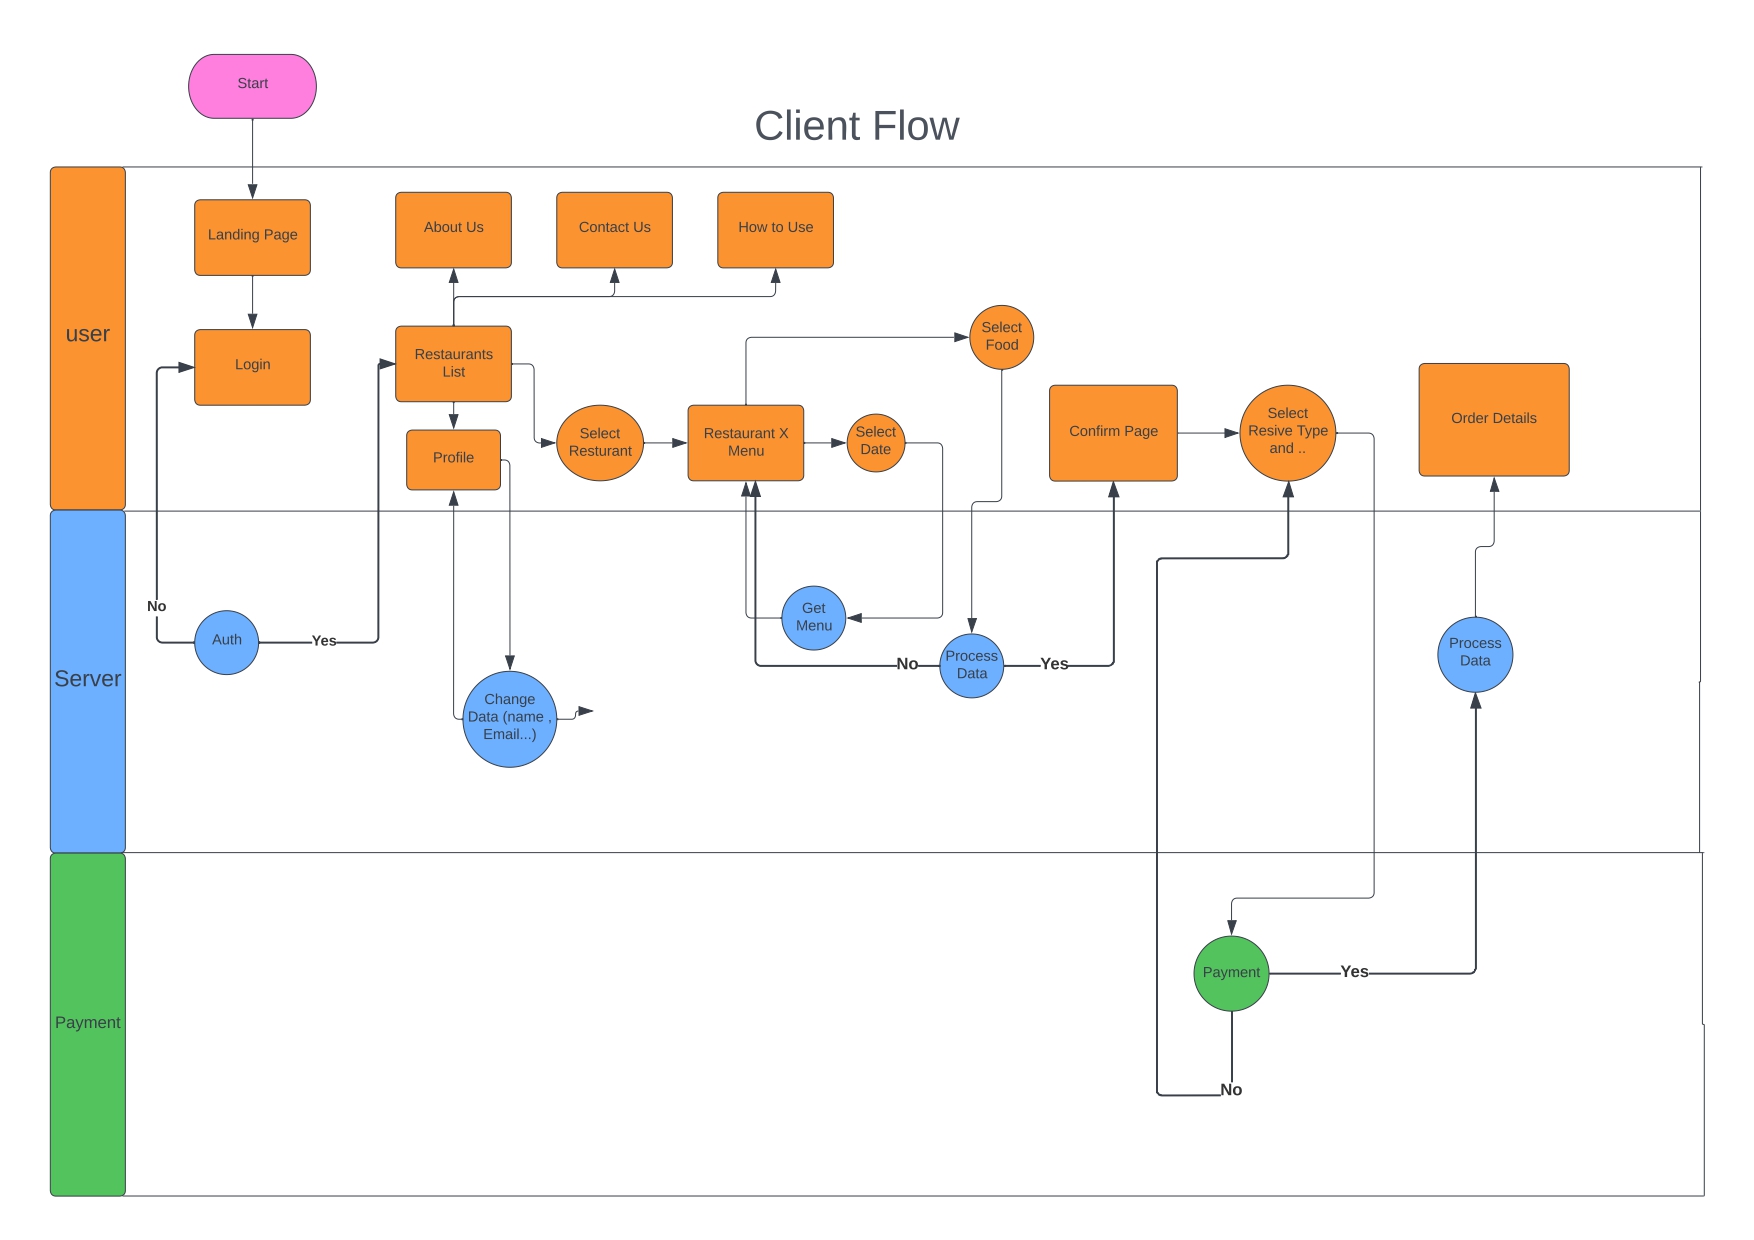 Start
Client Flow
user
Landing Page
About Us
Contact Us
How to Use
Login
Restaurants
List
Select
Food
Profile
Select
Resturant
Restaurant X
Menu
Select
Date
Confirm Page
Select
Resive Type
and ..
Order Details
Server
No
Auth
Yes
Change
Data (name ,
Email...)
Get
Menu
No
Process
Data
Yes
Process
Data
Payment
Payment
Yes
No